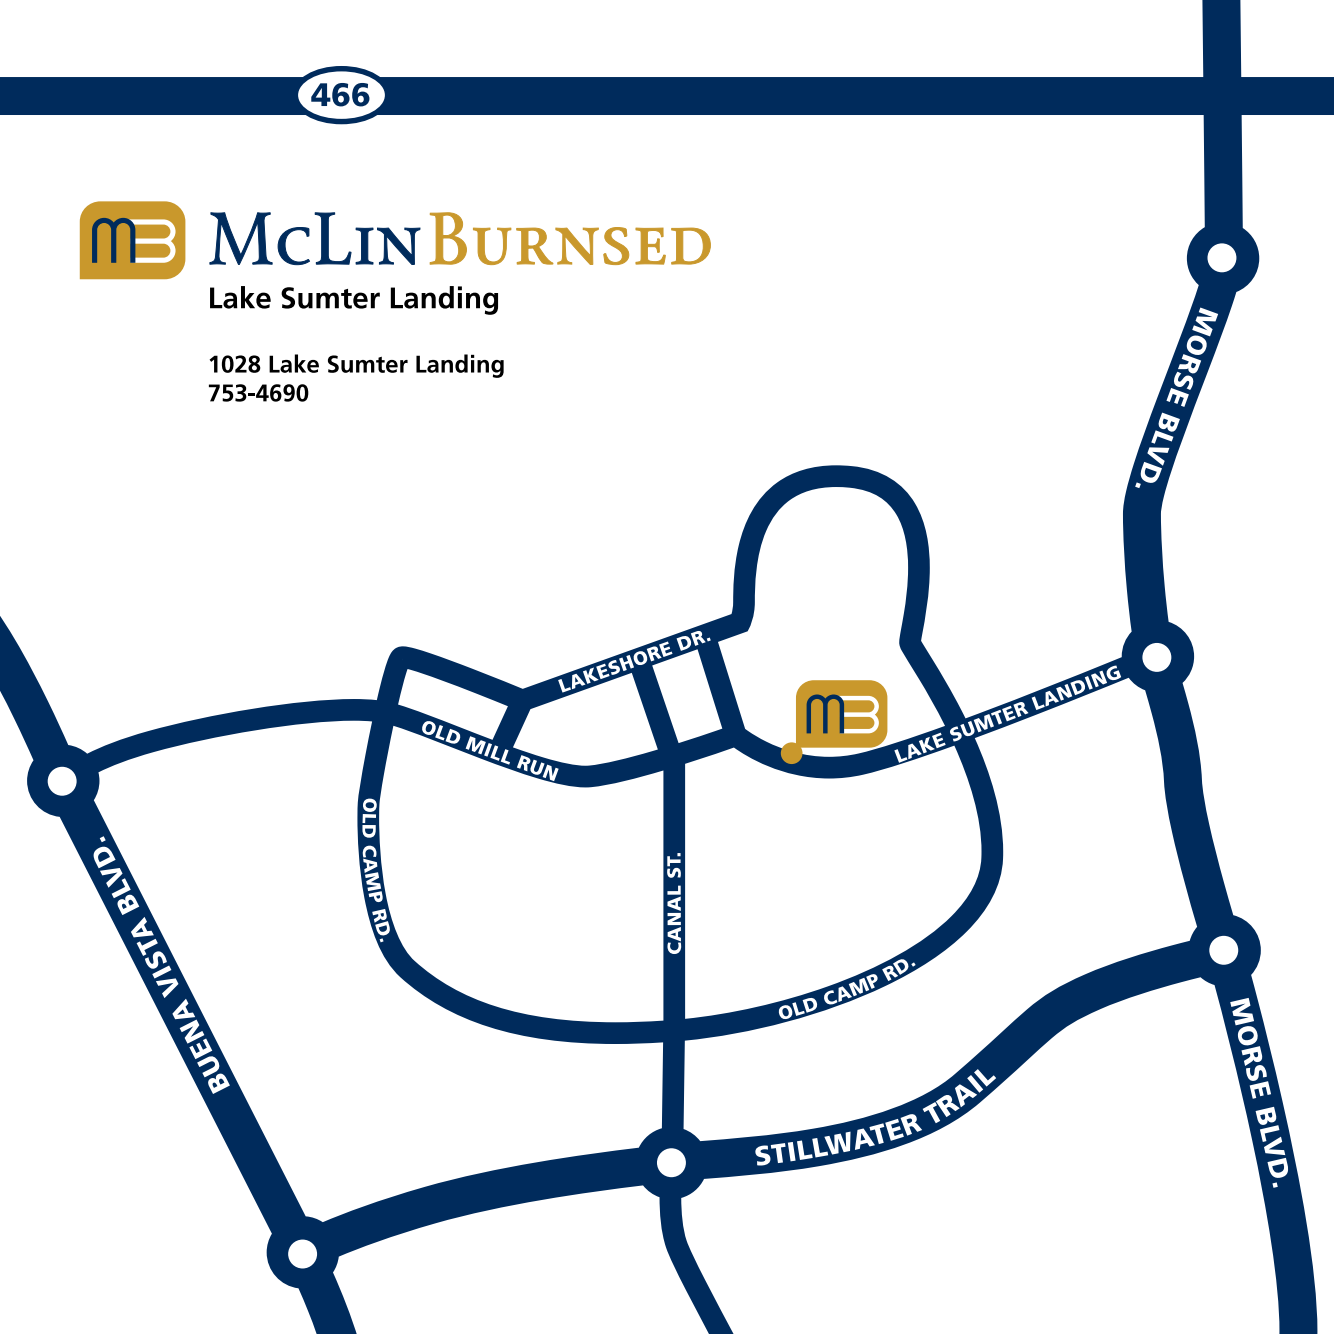 466
MB
McLin Burnsed
Lake Sumter Landing
1028 Lake Sumter Landing
753-4690
MORSE BLVD.
LAKESHORE DR.
MB
LAKE SUMTER LANDING
OLD MILL RUN
OLD CAMP RD.
BUENA VISTA BLVD.
CANAL ST.
OLD CAMP RD.
STILLWATER TRAIL
MORSE BLVD.